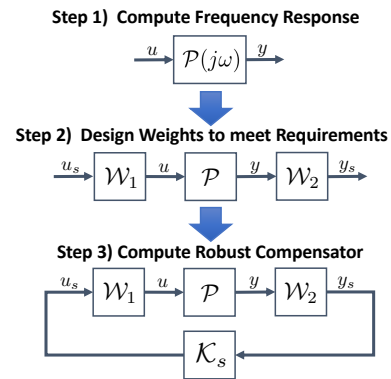 Step 1) Compute Frequency Response
u 𝒫(jω) y
Step 2) Design Weights to meet Requirements
u_s 𝒲_1 u 𝒫 y 𝒲_2 y_s
Step 3) Compute Robust Compensator
u_s 𝒲_1 u 𝒫 y 𝒲_2 y_s
𝒦_s